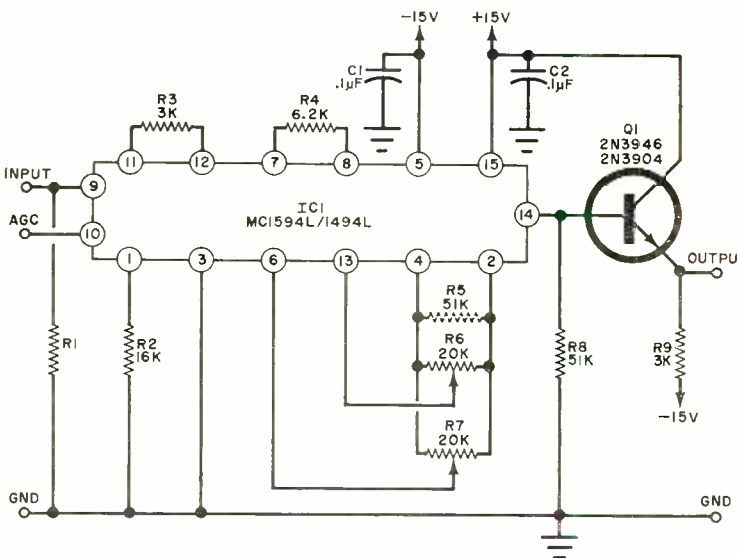 -15V
+15V
C1
.1µF
C2
.1µF
R3
3K
R4
6.2K
Q1
2N3946
2N3904
11
12
7
8
5
15
INPUT
9
IC1
MC1594L/1494L
14
AGC
10
1
3
6
13
4
2
OUTPU
R5
51K
R1
R2
16K
R6
20K
R8
51K
R9
3K
R7
20K
-15V
GND
GND